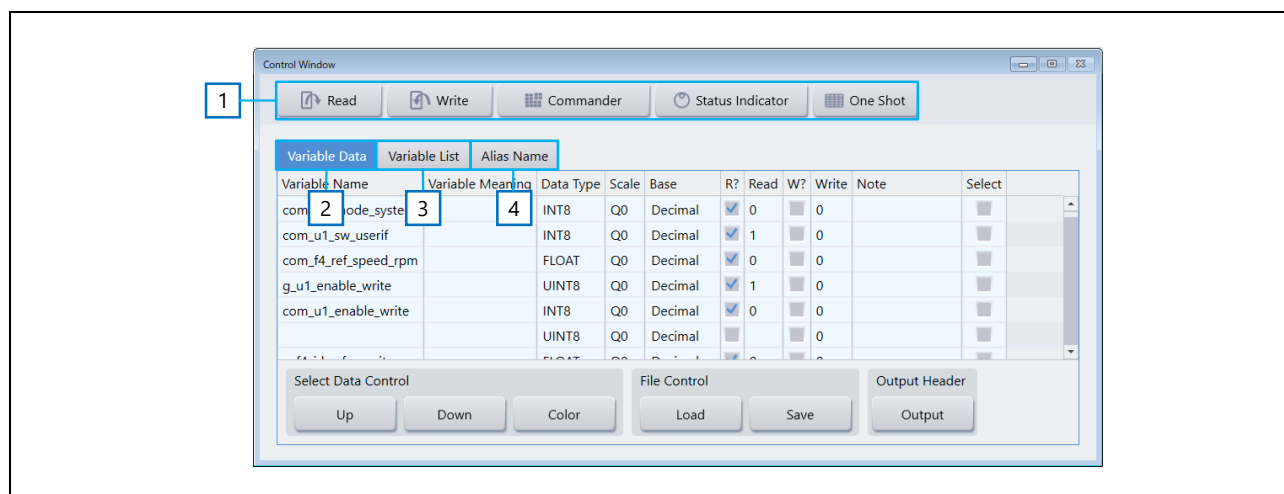 Control Window
1 Read Write Commander Status Indicator One Shot
Variable Data Variable List Alias Name
Variable Name Variable Meaning Data Type Scale Base R? Read W? Write Note Select
2 3 4
INT8 Q0 Decimal 0 0
com_u1_sw_userif INT8 Q0 Decimal 1 0
com_f4_ref_speed_rpm FLOAT Q0 Decimal 0 0
g_u1_enable_write UINT8 Q0 Decimal 1 0
com_u1_enable_write INT8 Q0 Decimal 0 0
UINT8 Q0 Decimal 0
Select Data Control File Control Output Header
Up Down Color Load Save Output